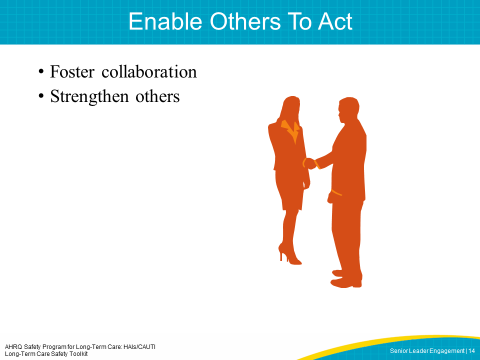 Enable Others To Act
• Foster collaboration
• Strengthen others
AHRQ Safety Program for Long-Term Care: HAIs/CAUTI
Long-Term Care Safety Toolkit
Senior Leader Engagement | 14